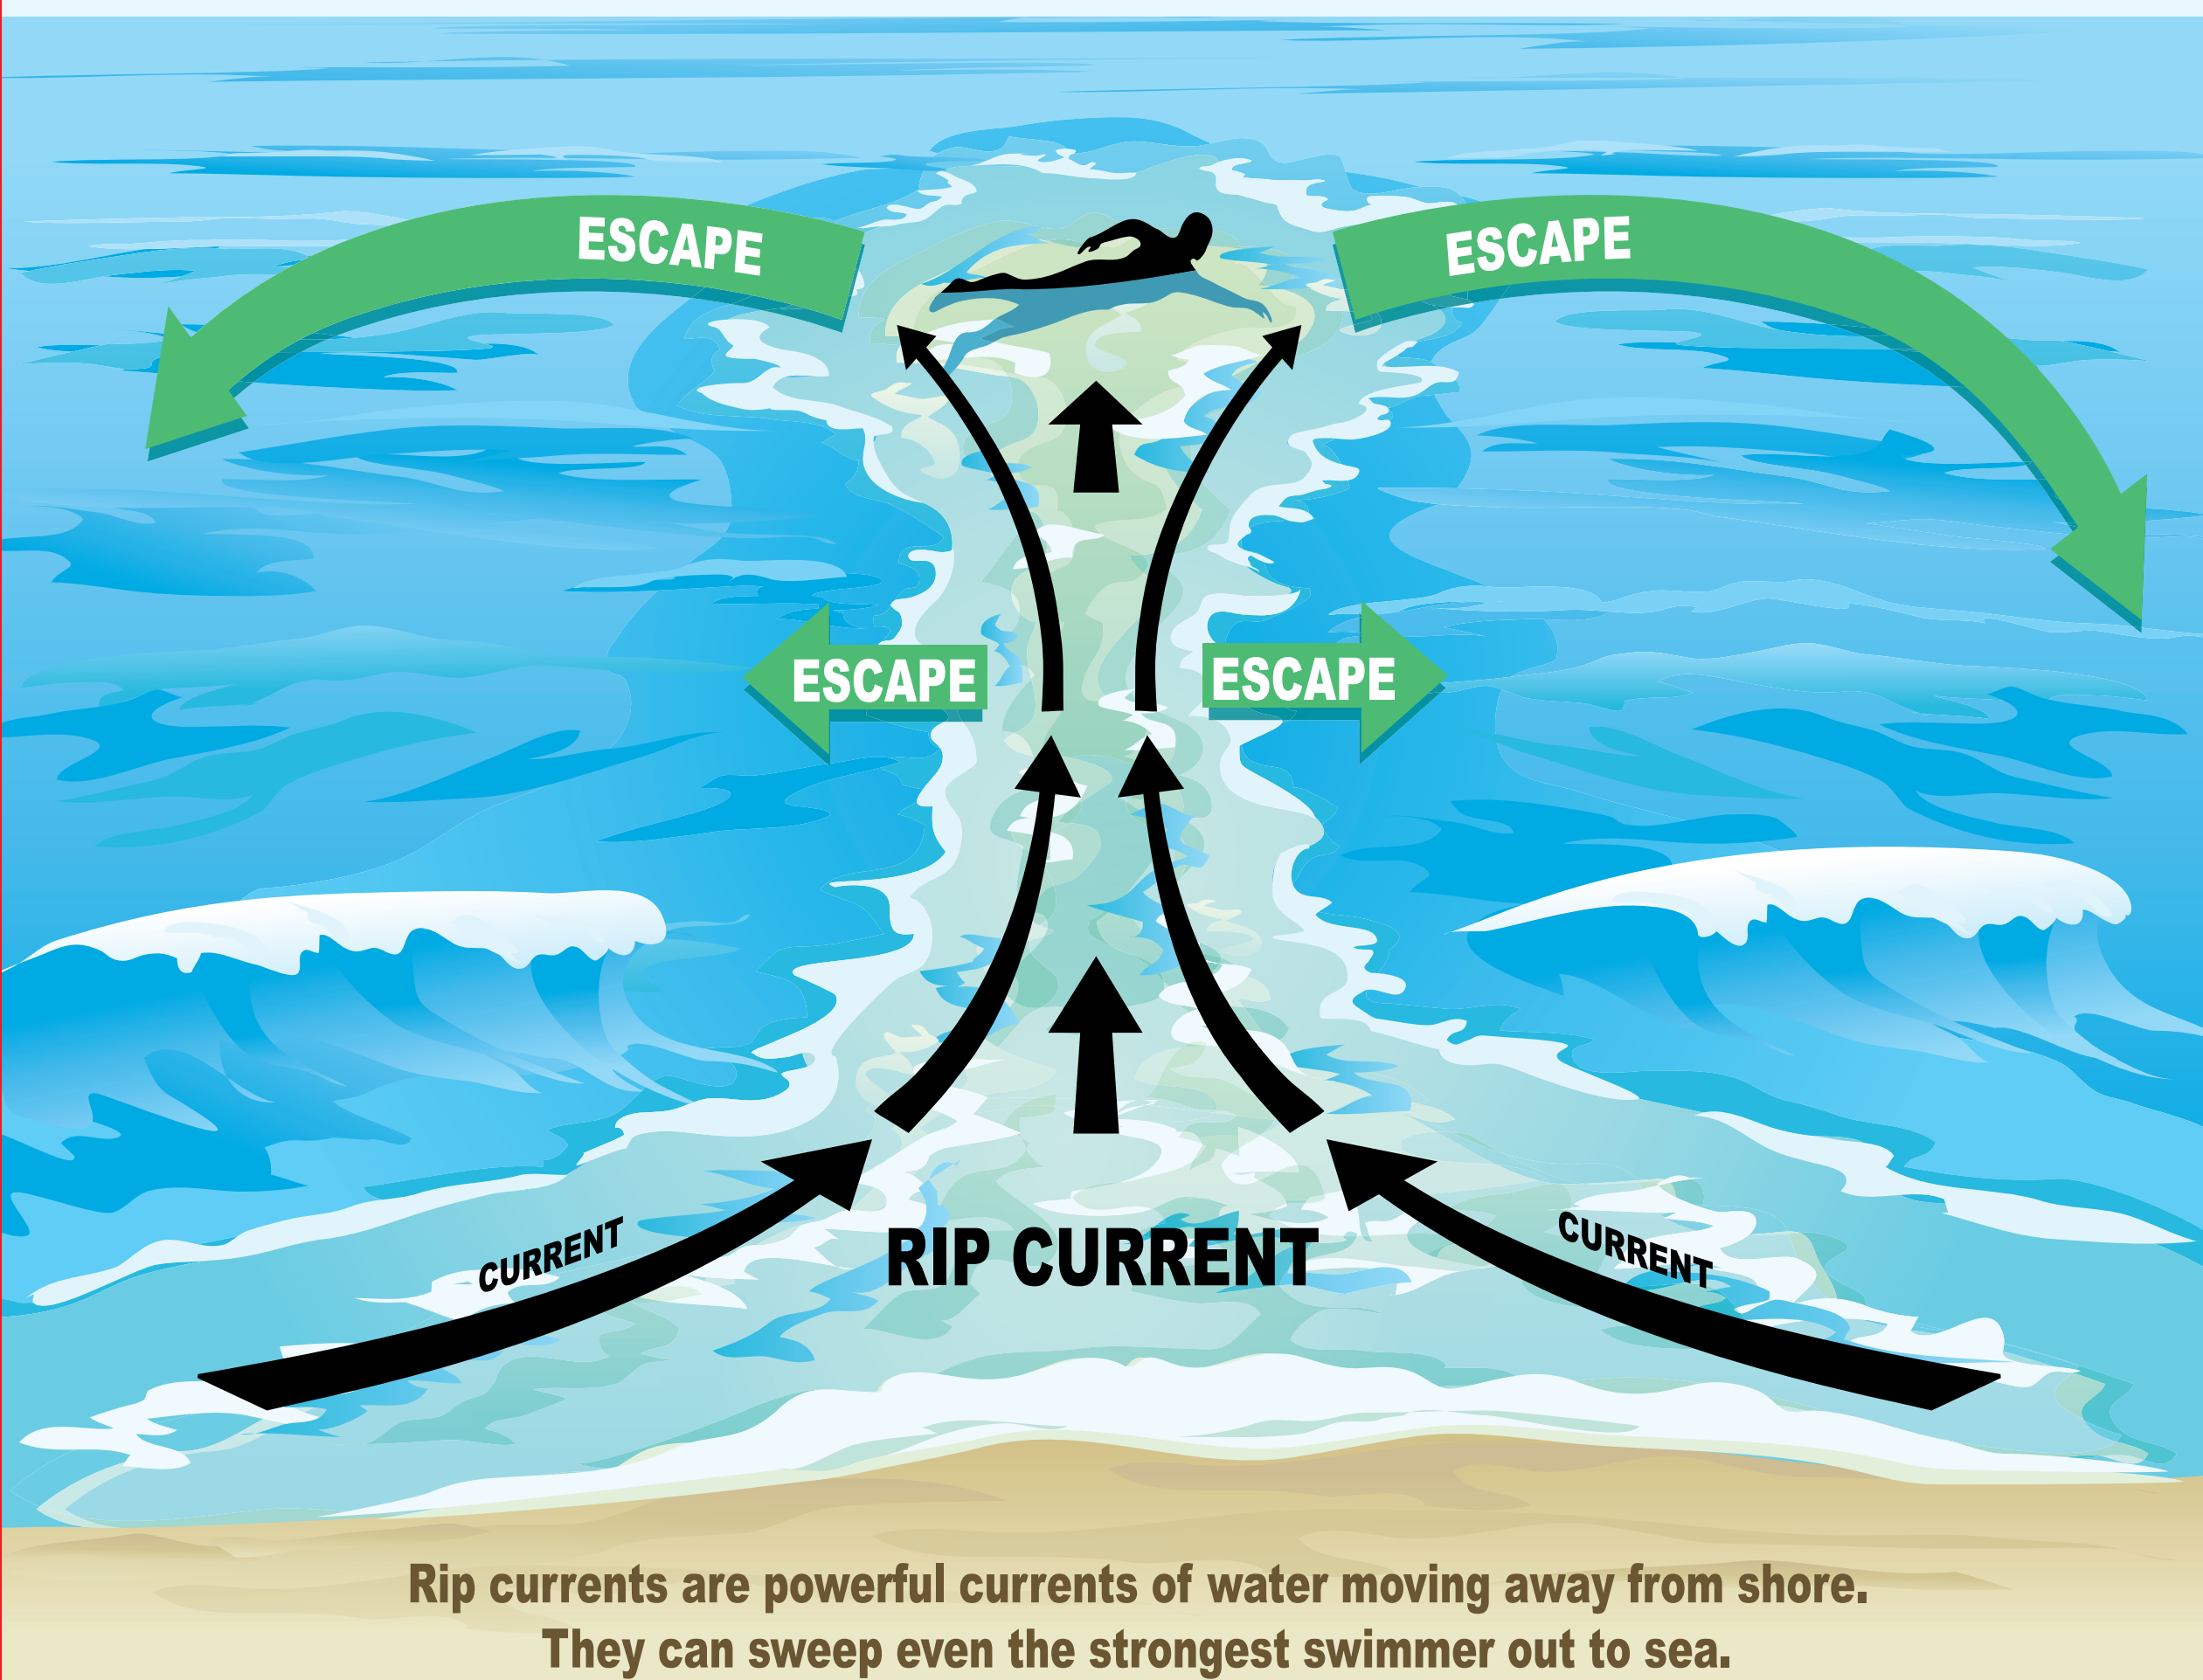 ESCAPE
ESCAPE
ESCAPE
ESCAPE
CURRENT
RIP CURRENT
CURRENT
Rip currents are powerful currents of water moving away from shore.
They can sweep even the strongest swimmer out to sea.